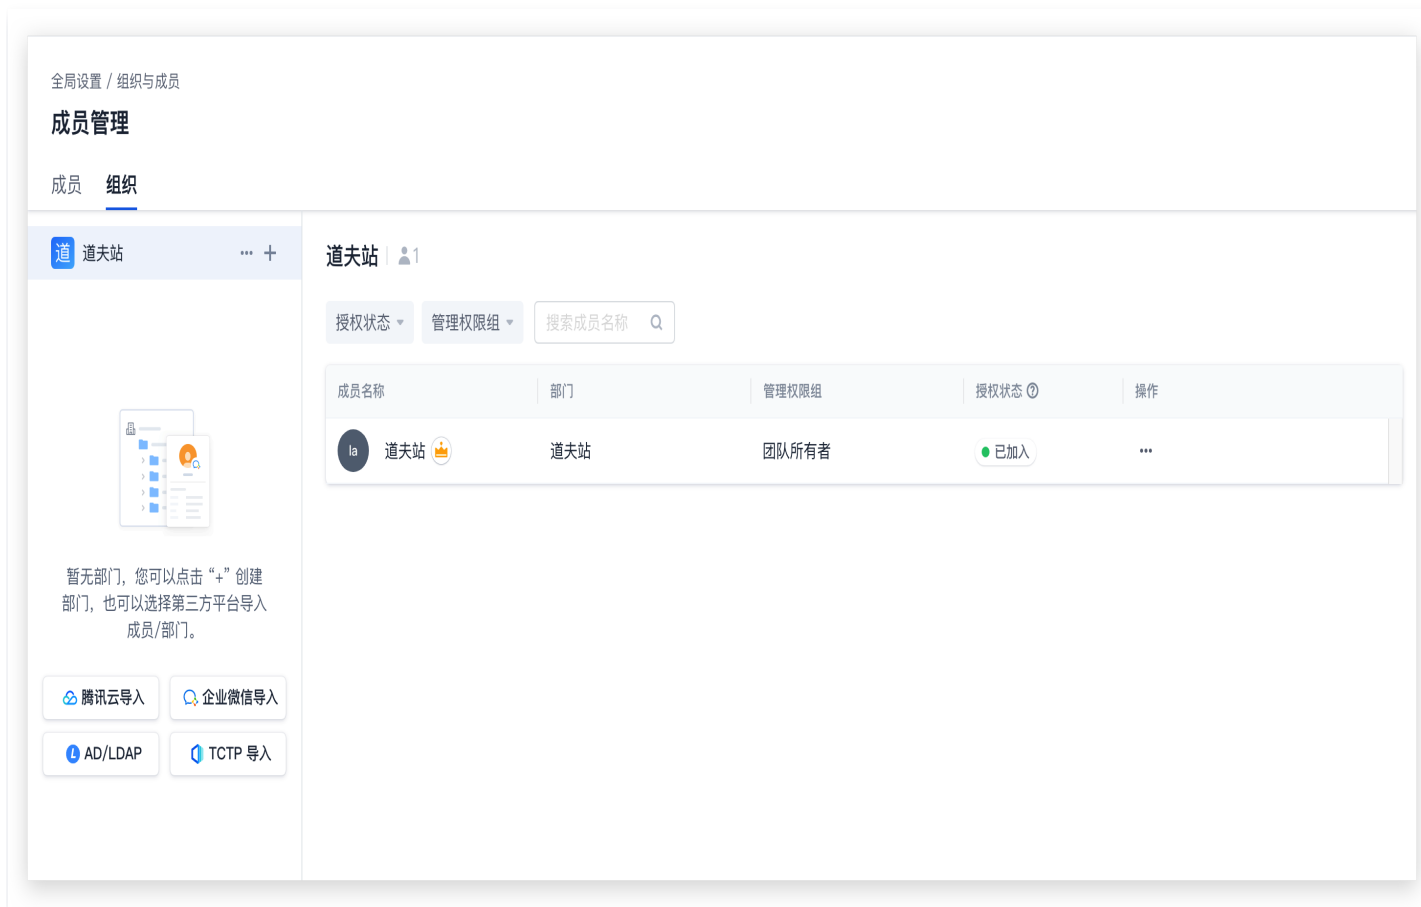 全局设置 / 组织与成员
成员管理
成员 组织
道 道夫站 ··· +
道夫站 1
授权状态 管理权限组 搜索成员名称
成员名称 部门 管理权限组 授权状态 操作
la 道夫站 道夫站 团队所有者 已加入 ···
暂无部门，您可以点击“+”创建
部门，也可以选择第三方平台导入
成员/部门。
腾讯云导入 企业微信导入
L AD/LDAP TCTP 导入